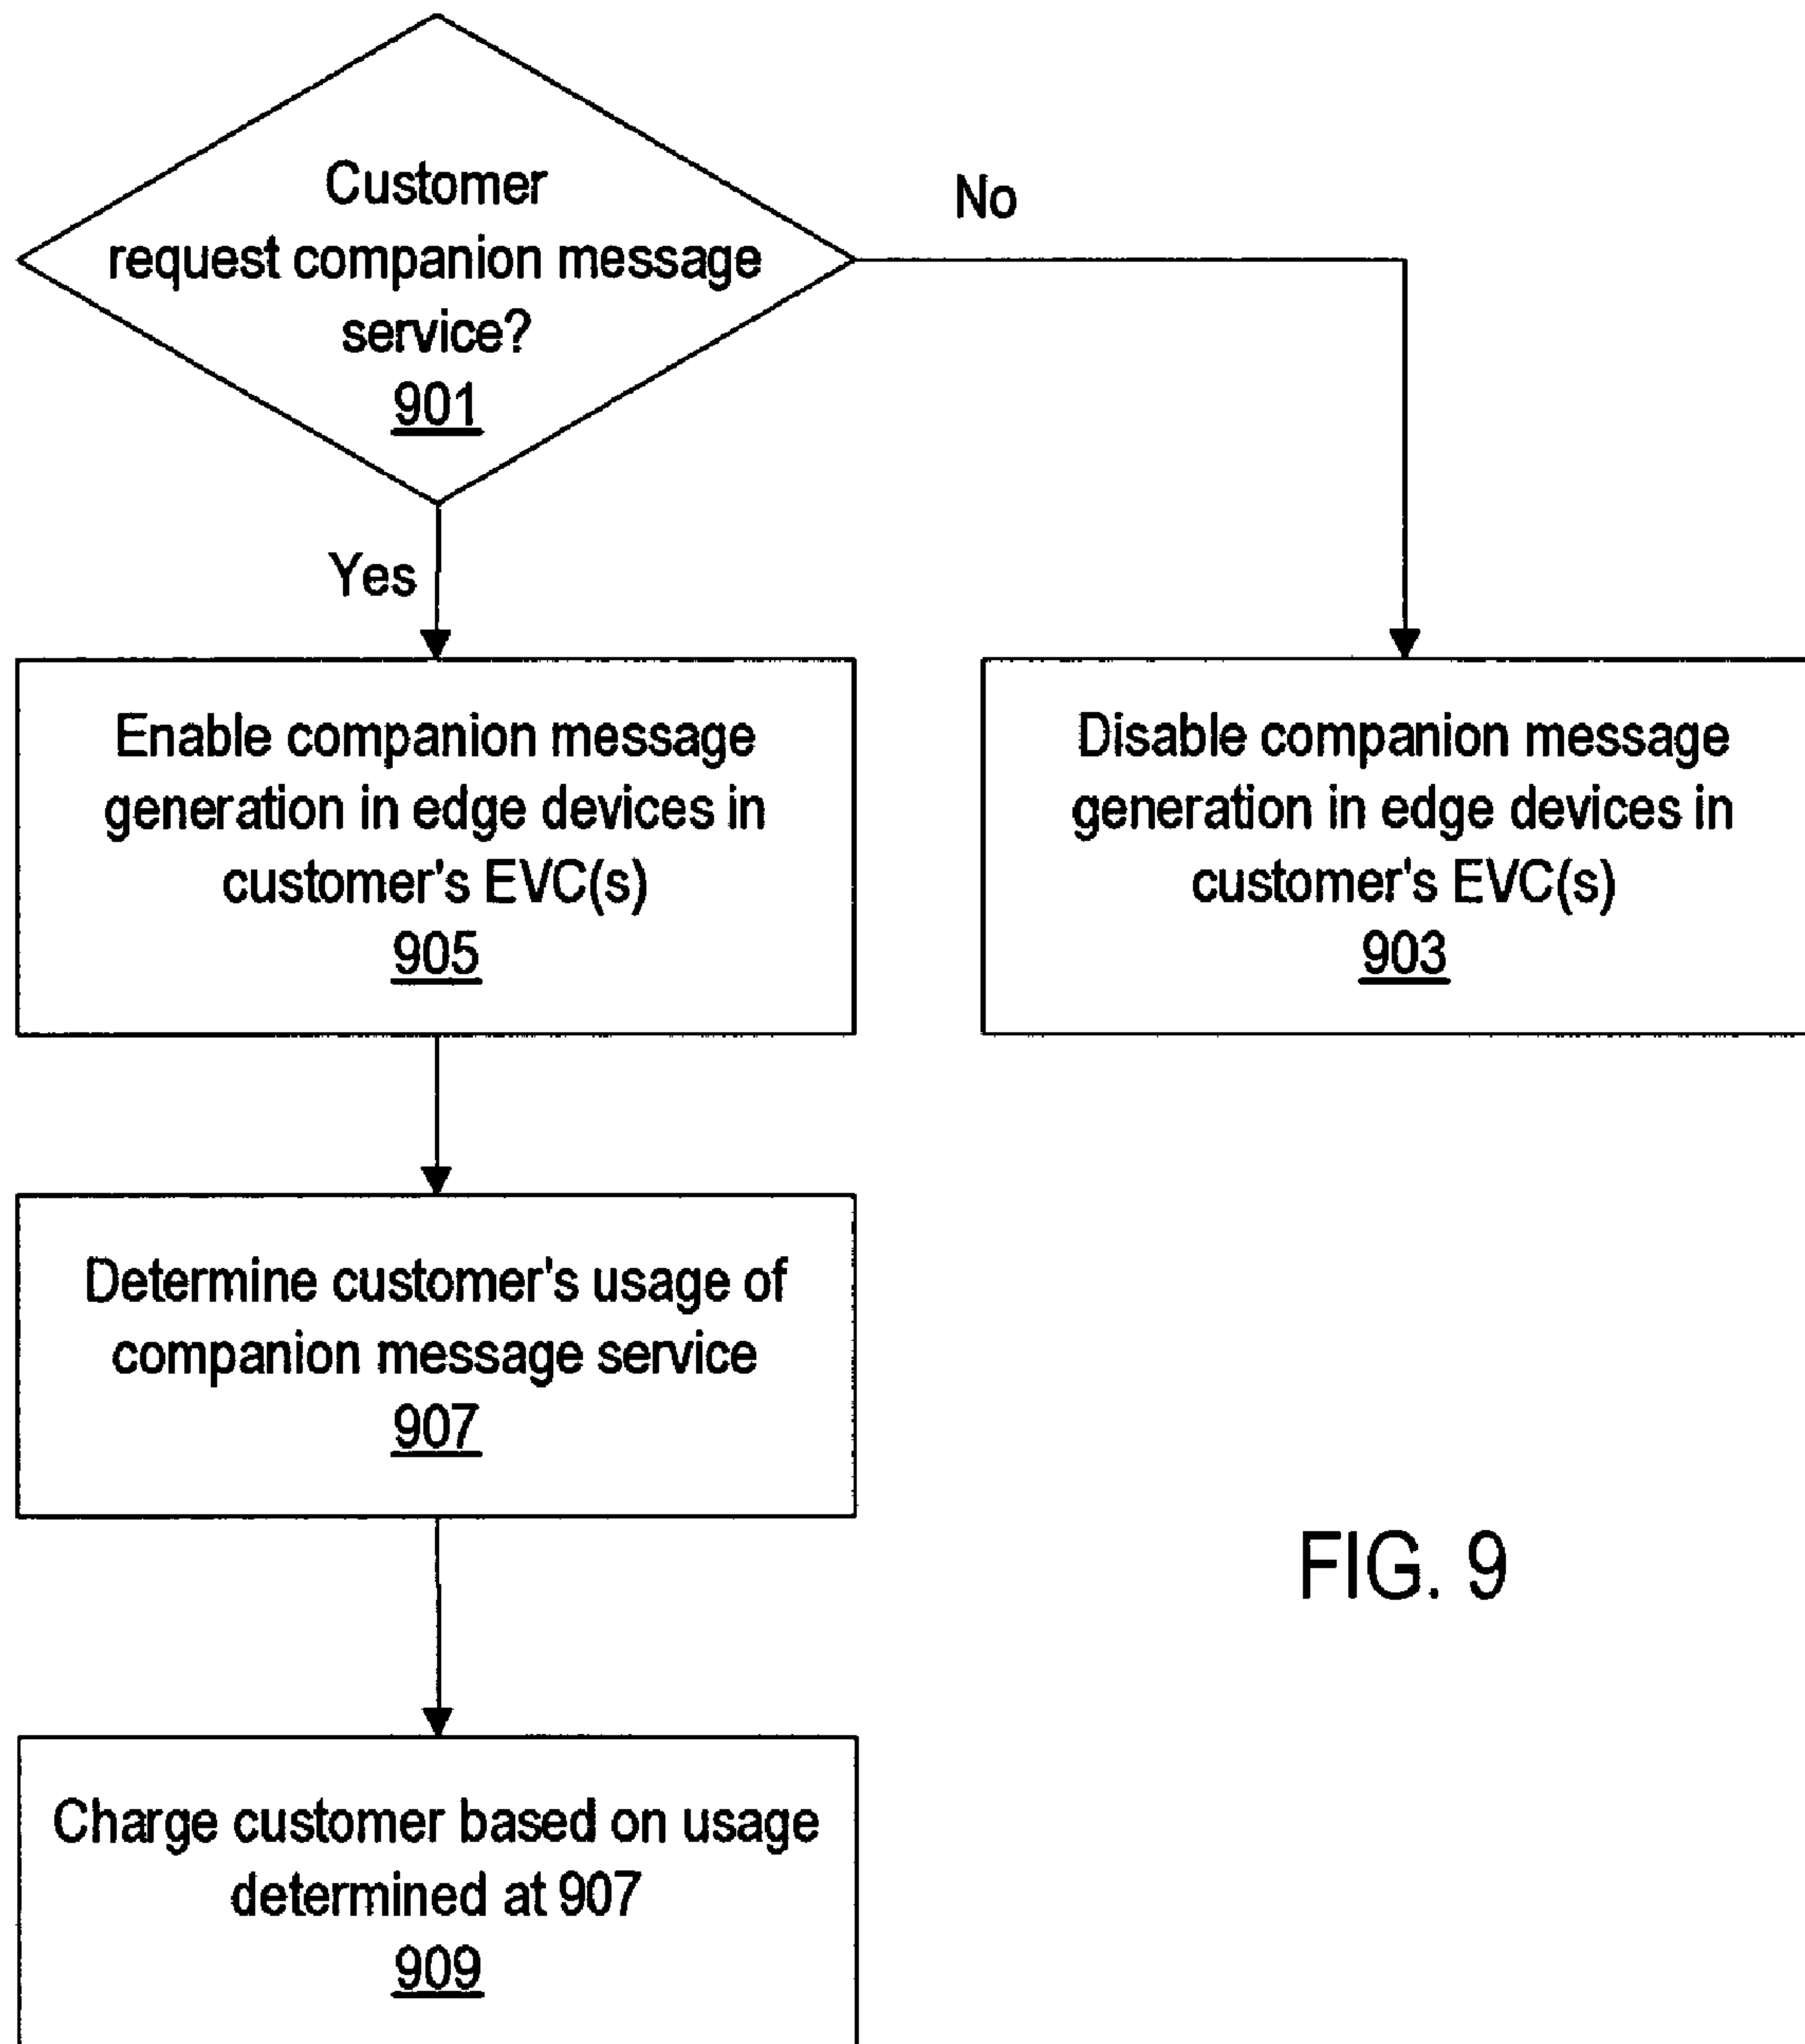 Customer
request companion message
service?
901
No
Yes
Enable companion message
generation in edge devices in
customer's EVC(s)
905
Disable companion message
generation in edge devices in
customer's EVC(s)
903
Determine customer's usage of
companion message service
907
FIG. 9
Charge customer based on usage
determined at 907
909